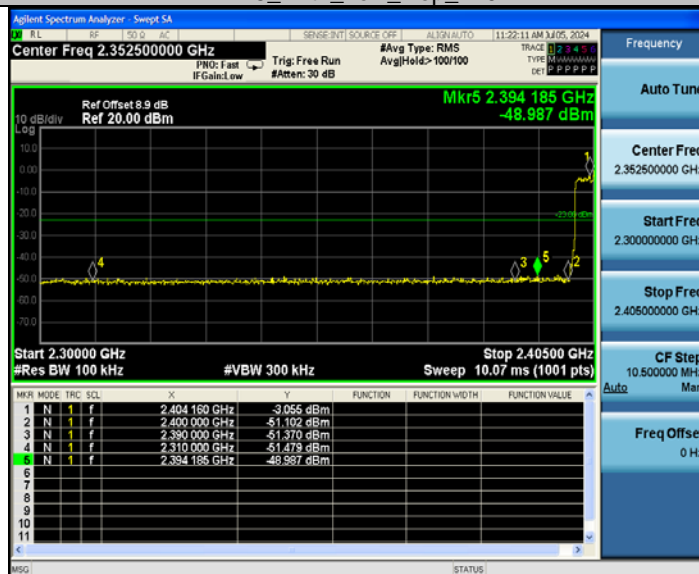 Agilent Spectrum Analyzer - Swept SA
RL RF 50 Ω AC SENSE:INT SOURCE OFF ALIGN AUTO 11:22:11 AM Jul 05, 2024
Center Freq 2.352500000 GHz
PNO: Fast
IFGain:Low
Trig: Free Run
#Atten: 30 dB
#Avg Type: RMS
Avg|Hold:> 100/100
TRACE 1 2 3 4 5 6
TYPE
DET P P P P P P
Ref Offset 8.9 dB
Ref 20.00 dBm
10 dB/div
Log
Mkr5 2.394 185 GHz
-48.987 dBm
10.0
0.00
-10.0
-20.0
-30.0
-40.0
-50.0
-60.0
-70.0
1
-23.06 dBm
4
3
5
2
Start 2.30000 GHz
Stop 2.40500 GHz
#Res BW 100 kHz
#VBW 300 kHz
Sweep 10.07 ms (1001 pts)
MKR MODE TRC SCL X Y FUNCTION FUNCTION WIDTH FUNCTION VALUE
1 N 1 f 2.404 160 GHz -3.055 dBm
2 N 1 f 2.400 000 GHz -51.102 dBm
3 N 1 f 2.390 000 GHz -51.370 dBm
4 N 1 f 2.310 000 GHz -51.479 dBm
5 N 1 f 2.394 185 GHz -48.987 dBm
6
7
8
9
10
11
MSG
STATUS
Frequency
Auto Tune
Center Freq
2.352500000 GHz
Start Freq
2.300000000 GHz
Stop Freq
2.405000000 GHz
CF Step
10.500000 MHz
Auto Man
Freq Offset
0 Hz